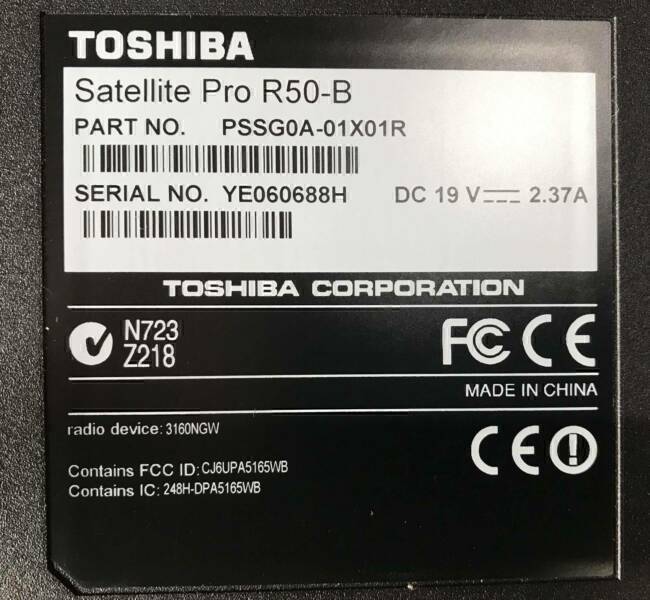 TOSHIBA
Satellite Pro R50-B
PART NO. PSSG0A-01X01R
SERIAL NO. YE060688H DC 19 V⎓ 2.37A
TOSHIBA CORPORATION
N723
Z218
FC CE
MADE IN CHINA
radio device: 3160NGW
CE
Contains FCC ID: CJ6UPA5165WB
Contains IC: 248H-DPA5165WB